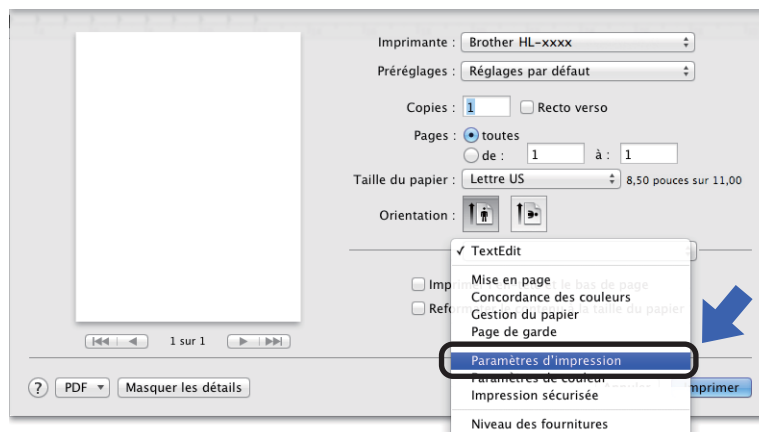 Imprimante : Brother HL-xxxx
Préréglages : Réglages par défaut
Copies : 1 Recto verso
Pages : toutes
de : 1 à : 1
Taille du papier : Lettre US 8,50 pouces sur 11,00
Orientation :
✓ TextEdit
Mise en page
Concordance des couleurs
Gestion du papier
Page de garde
Paramètres d'impression
Paramètres de couleur
Impression sécurisée
Niveau des fournitures
1 sur 1
? PDF Masquer les détails